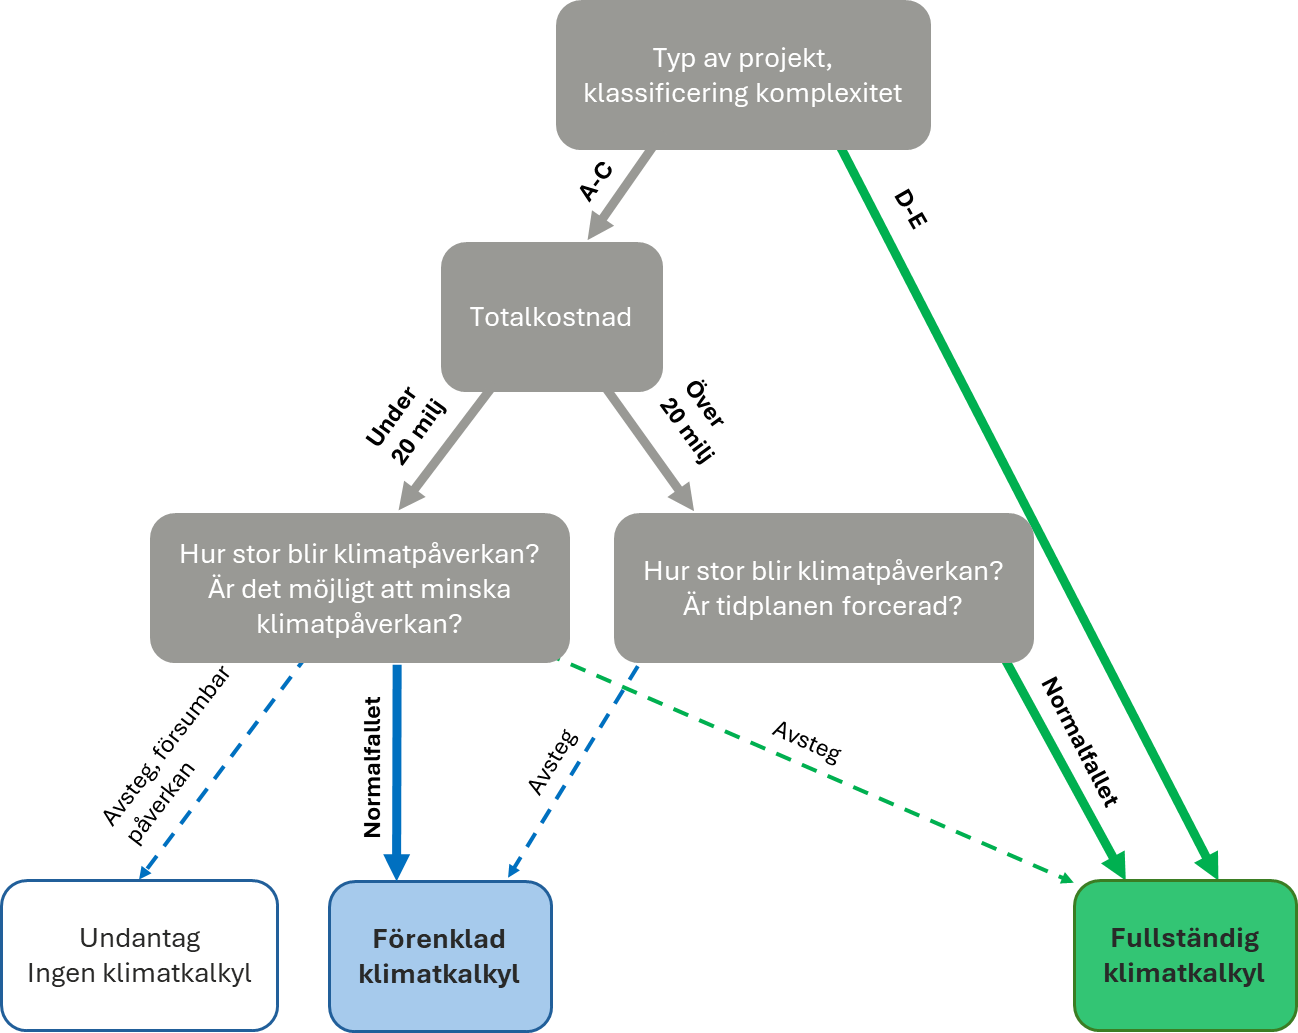 Typ av projekt,
klassificering komplexitet
A-C
D-E
Totalkostnad
Under
20 milj
Över
20 milj
Hur stor blir klimatpåverkan?
Är det möjligt att minska
klimatpåverkan?
Hur stor blir klimatpåverkan?
Är tidplanen forcerad?
Avsteg, försumbar
påverkan
Normalfallet
Avsteg
Avsteg
Normalfallet
Undantag
Ingen klimatkalkyl
Förenklad
klimatkalkyl
Fullständig
klimatkalkyl